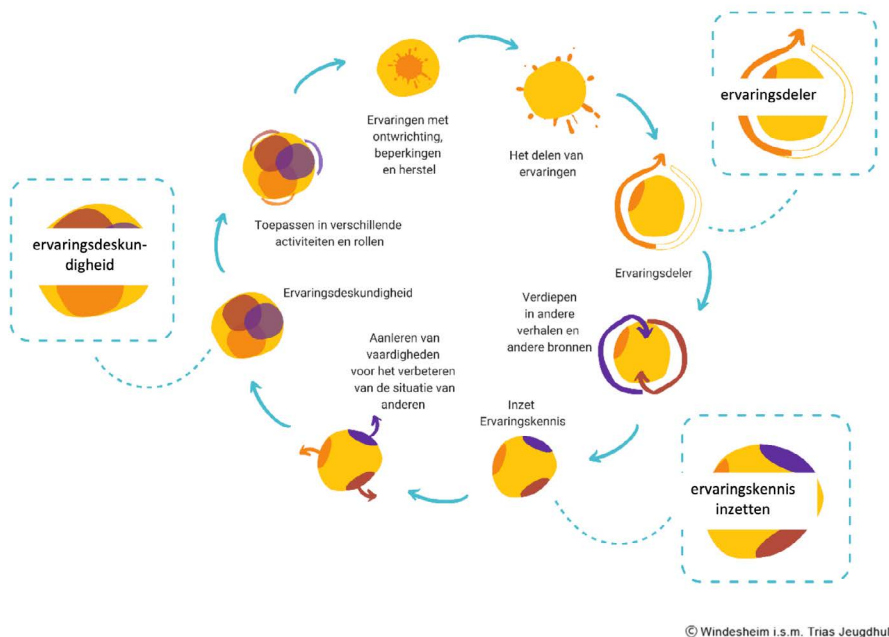 Ervaringen met
ontwrichting,
beperkingen
en herstel
Het delen van
ervaringen
ervaringsdeler
Ervaringsdeler
Verdiepen
in andere
verhalen en
andere bronnen
ervaringskennis
inzetten
Inzet
Ervaringskennis
Aanleren van
vaardigheden
voor het verbeteren
van de situatie van
anderen
Ervaringsdeskundigheid
ervaringsdeskun-
digheid
Toepassen in verschillende
activiteiten en rollen
© Windesheim i.s.m. Trias Jeugdhul